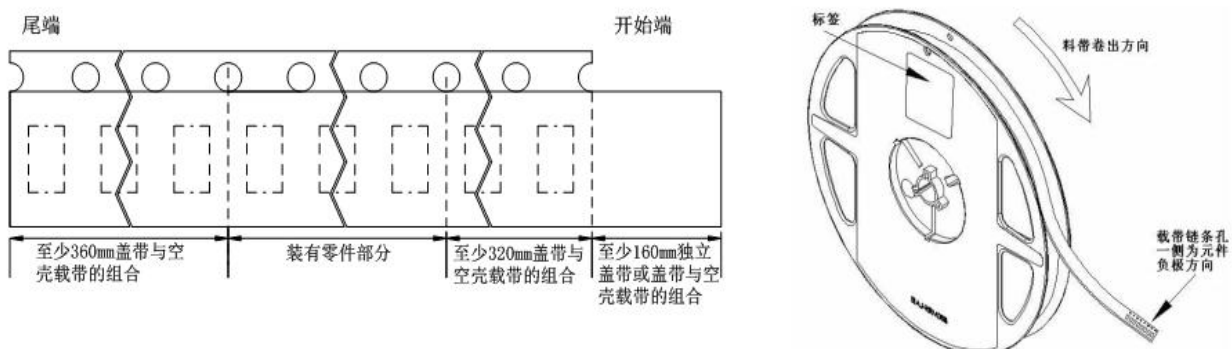 尾端
开始端
至少360mm盖带与空
壳载带的组合
装有零件部分
至少320mm盖带与
空壳载带的组合
至少160mm独立
盖带或盖带与空
壳载带的组合
标签
料带卷出方向
载带链条孔
一侧为元件
负极方向